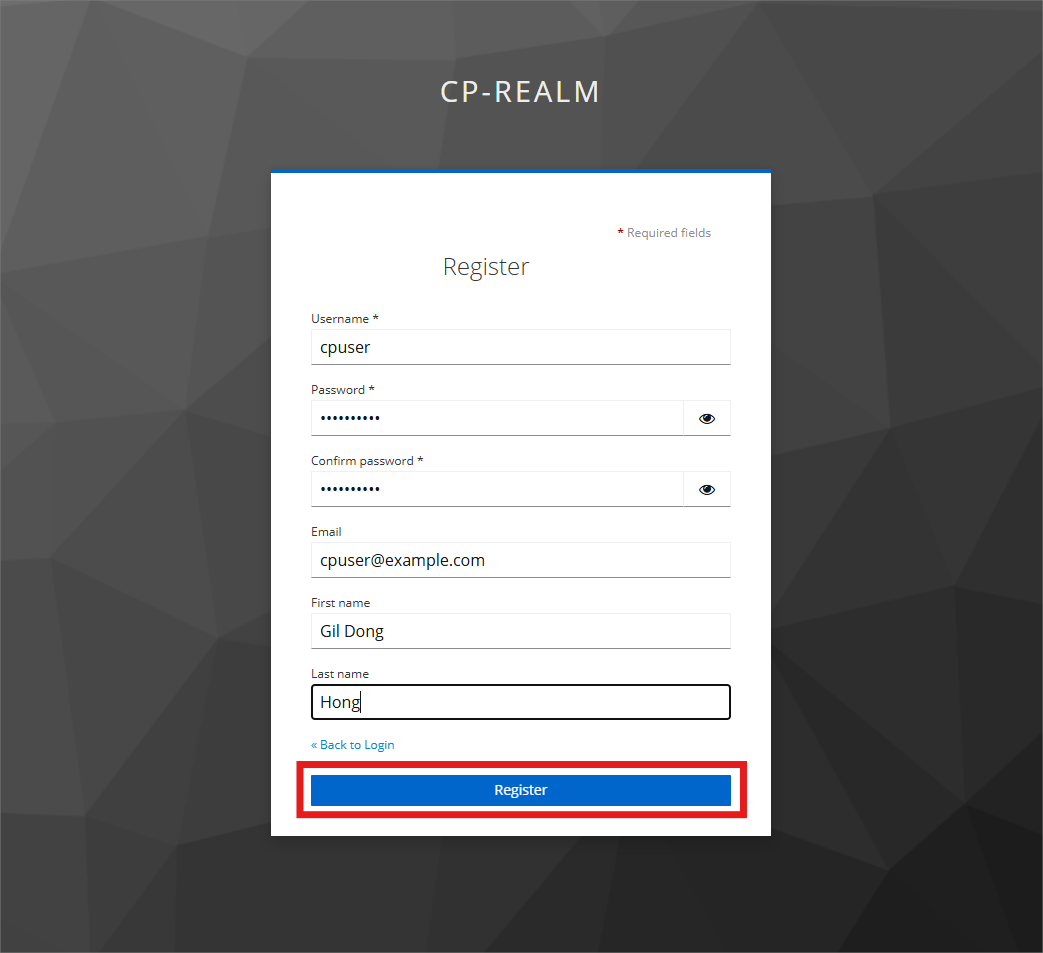 CP-REALM
* Required fields
Register
Username *
cpuser
Password *
••••••••••
Confirm password *
••••••••••
Email
cpuser@example.com
First name
Gil Dong
Last name
Hong
« Back to Login
Register